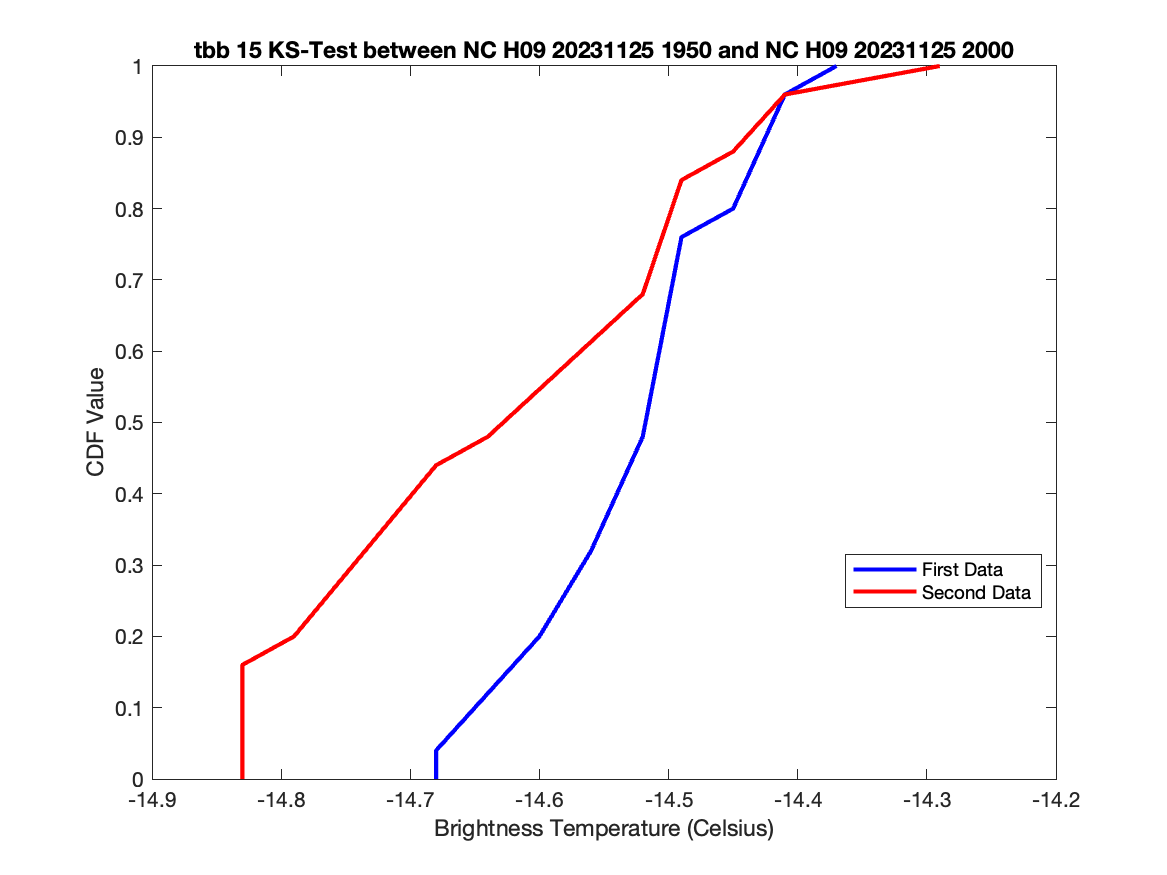 tbb 15 KS-Test between NC H09 20231125 1950 and NC H09 20231125 2000
1
0.9
0.8
0.7
0.6
0.5
0.4
0.3
0.2
0.1
0
CDF Value
First Data
Second Data
-14.9 -14.8 -14.7 -14.6 -14.5 -14.4 -14.3 -14.2
Brightness Temperature (Celsius)